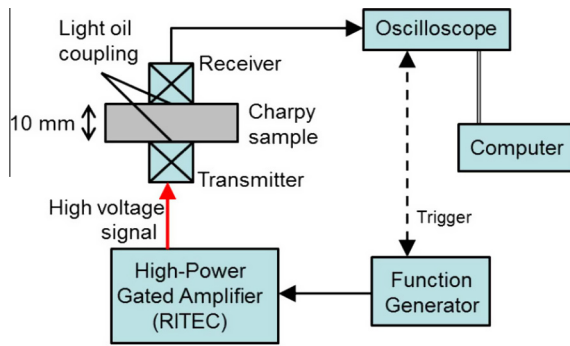 Light oil
coupling
Receiver
Oscilloscope
10 mm
Charpy
sample
Computer
Transmitter
High voltage
signal
Trigger
High-Power
Gated Amplifier
(RITEC)
Function
Generator